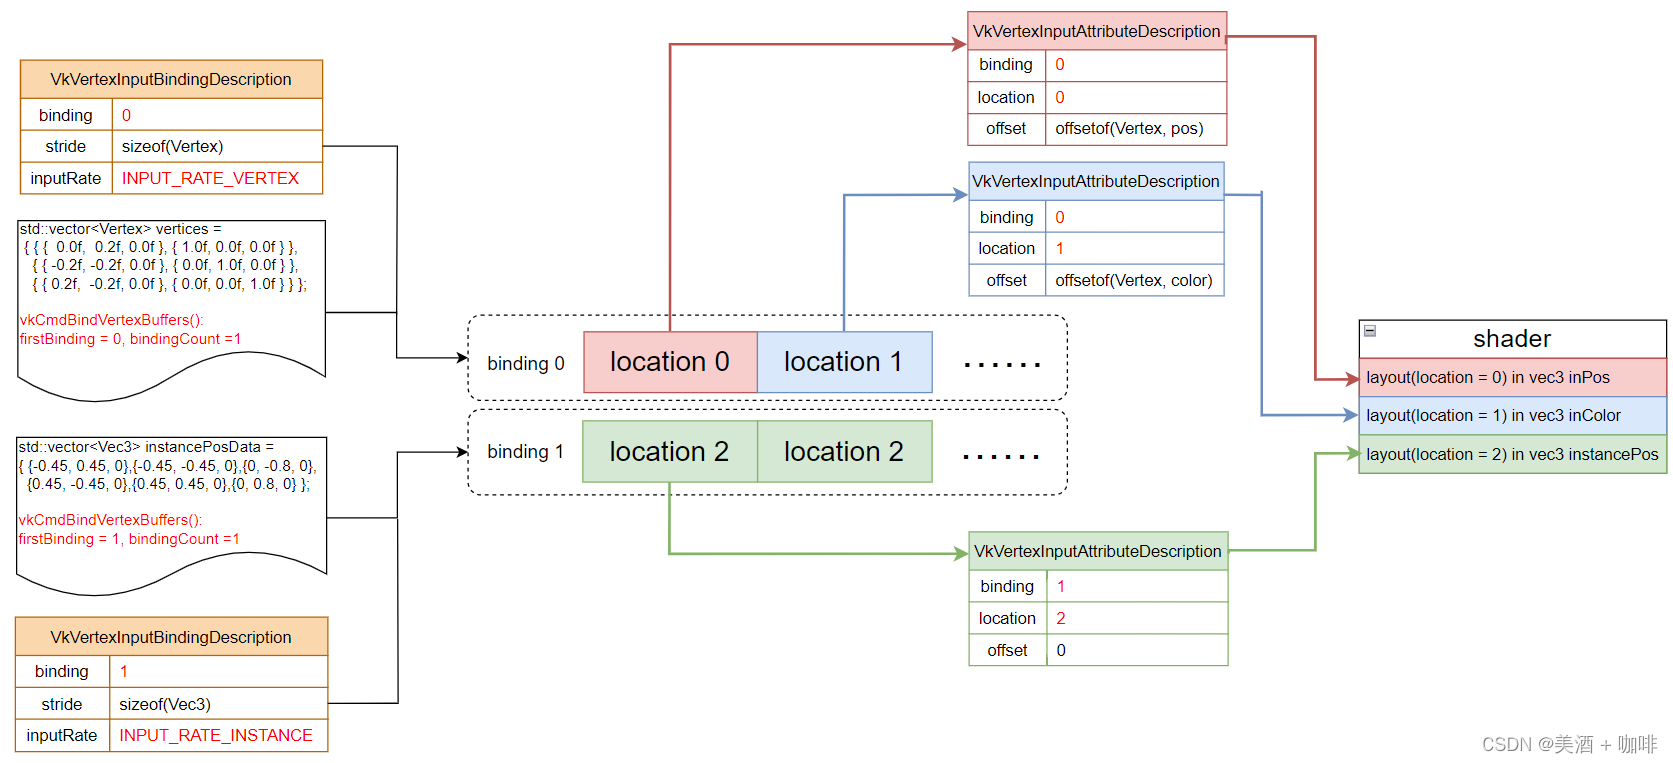 VkVertexInputBindingDescription
binding 0
stride sizeof(Vertex)
inputRate INPUT_RATE_VERTEX
std::vector<Vertex> vertices =
{ { { 0.0f, 0.2f, 0.0f }, { 1.0f, 0.0f, 0.0f } },
{ { -0.2f, -0.2f, 0.0f }, { 0.0f, 1.0f, 0.0f } },
{ { 0.2f, -0.2f, 0.0f }, { 0.0f, 0.0f, 1.0f } } };
vkCmdBindVertexBuffers():
firstBinding = 0, bindingCount =1
std::vector<Vec3> instancePosData =
{ {-0.45, 0.45, 0},{-0.45, -0.45, 0},{0, -0.8, 0},
{0.45, -0.45, 0},{0.45, 0.45, 0},{0, 0.8, 0} };
vkCmdBindVertexBuffers():
firstBinding = 1, bindingCount =1
VkVertexInputBindingDescription
binding 1
stride sizeof(Vec3)
inputRate INPUT_RATE_INSTANCE
binding 0 location 0 location 1 ......
binding 1 location 2 location 2 ......
VkVertexInputAttributeDescription
binding 0
location 0
offset offsetof(Vertex, pos)
VkVertexInputAttributeDescription
binding 0
location 1
offset offsetof(Vertex, color)
VkVertexInputAttributeDescription
binding 1
location 2
offset 0
shader
layout(location = 0) in vec3 inPos
layout(location = 1) in vec3 inColor
layout(location = 2) in vec3 instancePos
CSDN @美酒 + 咖啡